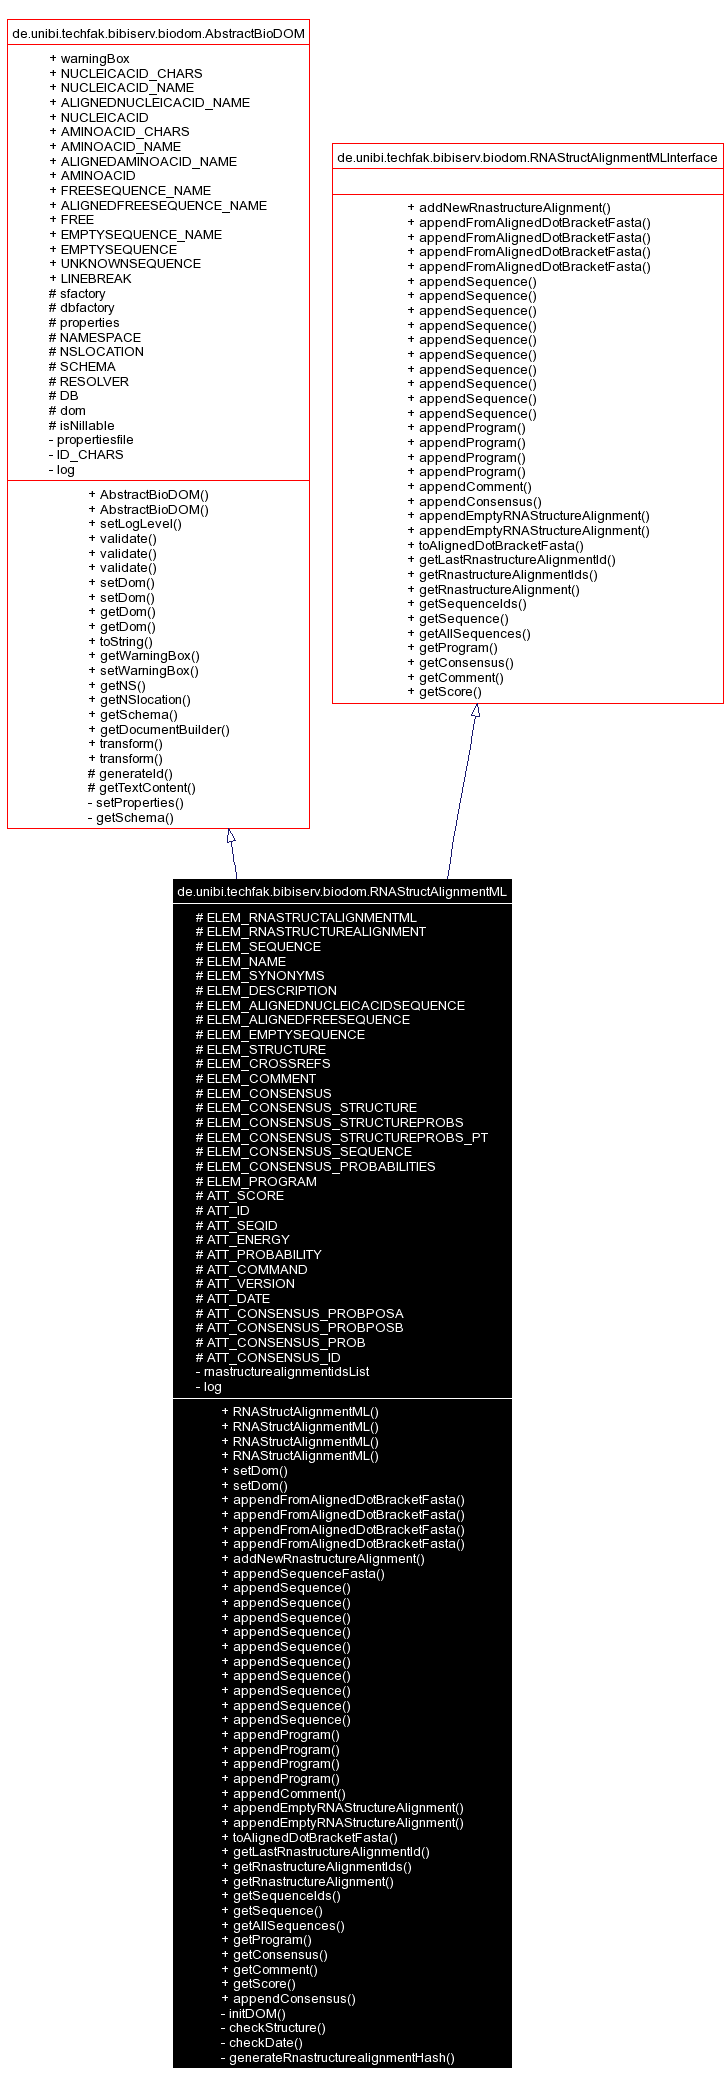 de.unibi.techfak.bibiserv.biodom.AbstractBioDOM
+ warningBox
+ NUCLEICACID_CHARS
+ NUCLEICACID_NAME
+ ALIGNEDNUCLEICACID_NAME
+ NUCLEICACID
+ AMINOACID_CHARS
+ AMINOACID_NAME
+ ALIGNEDAMINOACID_NAME
+ AMINOACID
+ FREESEQUENCE_NAME
+ ALIGNEDFREESEQUENCE_NAME
+ FREE
+ EMPTYSEQUENCE_NAME
+ EMPTYSEQUENCE
+ UNKNOWNSEQUENCE
+ LINEBREAK
# sfactory
# dbfactory
# properties
# NAMESPACE
# NSLOCATION
# SCHEMA
# RESOLVER
# DB
# dom
# isNillable
- propertiesfile
- ID_CHARS
- log
+ AbstractBioDOM()
+ AbstractBioDOM()
+ setLogLevel()
+ validate()
+ validate()
+ validate()
+ setDom()
+ setDom()
+ getDom()
+ getDom()
+ toString()
+ getWarningBox()
+ setWarningBox()
+ getNS()
+ getNSlocation()
+ getSchema()
+ getDocumentBuilder()
+ transform()
+ transform()
# generateId()
# getTextContent()
- setProperties()
- getSchema()
de.unibi.techfak.bibiserv.biodom.RNAStructAlignmentMLInterface
+ addNewRnastructureAlignment()
+ appendFromAlignedDotBracketFasta()
+ appendFromAlignedDotBracketFasta()
+ appendFromAlignedDotBracketFasta()
+ appendFromAlignedDotBracketFasta()
+ appendSequence()
+ appendSequence()
+ appendSequence()
+ appendSequence()
+ appendSequence()
+ appendSequence()
+ appendSequence()
+ appendSequence()
+ appendSequence()
+ appendSequence()
+ appendProgram()
+ appendProgram()
+ appendProgram()
+ appendProgram()
+ appendComment()
+ appendConsensus()
+ appendEmptyRNAStructureAlignment()
+ appendEmptyRNAStructureAlignment()
+ toAlignedDotBracketFasta()
+ getLastRnastructureAlignmentId()
+ getRnastructureAlignmentIds()
+ getRnastructureAlignment()
+ getSequenceIds()
+ getSequence()
+ getAllSequences()
+ getProgram()
+ getConsensus()
+ getComment()
+ getScore()
de.unibi.techfak.bibiserv.biodom.RNAStructAlignmentML
# ELEM_RNASTRUCTALIGNMENTML
# ELEM_RNASTRUCTUREALIGNMENT
# ELEM_SEQUENCE
# ELEM_NAME
# ELEM_SYNONYMS
# ELEM_DESCRIPTION
# ELEM_ALIGNEDNUCLEICACIDSEQUENCE
# ELEM_ALIGNEDFREESEQUENCE
# ELEM_EMPTYSEQUENCE
# ELEM_STRUCTURE
# ELEM_CROSSREFS
# ELEM_COMMENT
# ELEM_CONSENSUS
# ELEM_CONSENSUS_STRUCTURE
# ELEM_CONSENSUS_STRUCTUREPROBS
# ELEM_CONSENSUS_STRUCTUREPROBS_PT
# ELEM_CONSENSUS_SEQUENCE
# ELEM_CONSENSUS_PROBABILITIES
# ELEM_PROGRAM
# ATT_SCORE
# ATT_ID
# ATT_SEQID
# ATT_ENERGY
# ATT_PROBABILITY
# ATT_COMMAND
# ATT_VERSION
# ATT_DATE
# ATT_CONSENSUS_PROBPOSA
# ATT_CONSENSUS_PROBPOSB
# ATT_CONSENSUS_PROB
# ATT_CONSENSUS_ID
- rnastructurealignmentidsList
- log
+ RNAStructAlignmentML()
+ RNAStructAlignmentML()
+ RNAStructAlignmentML()
+ RNAStructAlignmentML()
+ setDom()
+ setDom()
+ appendFromAlignedDotBracketFasta()
+ appendFromAlignedDotBracketFasta()
+ appendFromAlignedDotBracketFasta()
+ appendFromAlignedDotBracketFasta()
+ addNewRnastructureAlignment()
+ appendSequenceFasta()
+ appendSequence()
+ appendSequence()
+ appendSequence()
+ appendSequence()
+ appendSequence()
+ appendSequence()
+ appendSequence()
+ appendSequence()
+ appendSequence()
+ appendSequence()
+ appendProgram()
+ appendProgram()
+ appendProgram()
+ appendProgram()
+ appendComment()
+ appendEmptyRNAStructureAlignment()
+ appendEmptyRNAStructureAlignment()
+ toAlignedDotBracketFasta()
+ getLastRnastructureAlignmentId()
+ getRnastructureAlignmentIds()
+ getRnastructureAlignment()
+ getSequenceIds()
+ getSequence()
+ getAllSequences()
+ getProgram()
+ getConsensus()
+ getComment()
+ getScore()
+ appendConsensus()
- initDOM()
- checkStructure()
- checkDate()
- generateRnastructurealignmentHash()